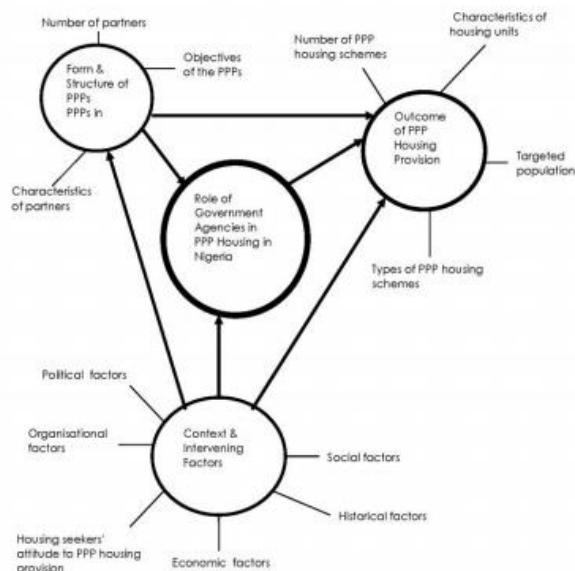 Number of partners
Form &
Structure of
PPPs
PPPs in
Objectives
of the PPPs
Characteristics
of partners
Number of PPP
housing schemes
Characteristics of
housing units
Outcome
of PPP
Housing
Provision
Targeted
population
Types of PPP housing
schemes
Role of
Government
Agencies in
PPP Housing in
Nigeria
Political factors
Organisational
factors
Context &
Intervening
Factors
Social factors
Historical factors
Housing seekers'
attitude to PPP housing
provision
Economic factors